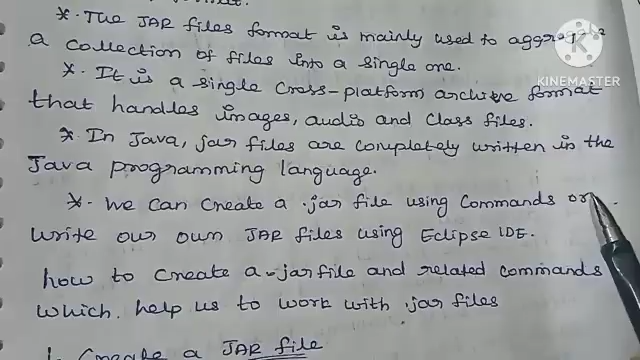 *. The JAR files format is mainly used to aggregate
a collection of files into a single one.
*. It is a single cross-platform archive format
that handles images, audio and class files.
*. In Java, jar files are completely written in the
Java programming language.
*. We can create a .jar file using commands or
write our own JAR files using Eclipse IDE.
how to create a .jar file and related commands
which help us to work with .jar files
1. Create a JAR file
KINEMASTER